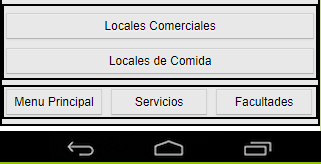 Locales Comerciales
Locales de Comida
Menu Principal Servicios Facultades